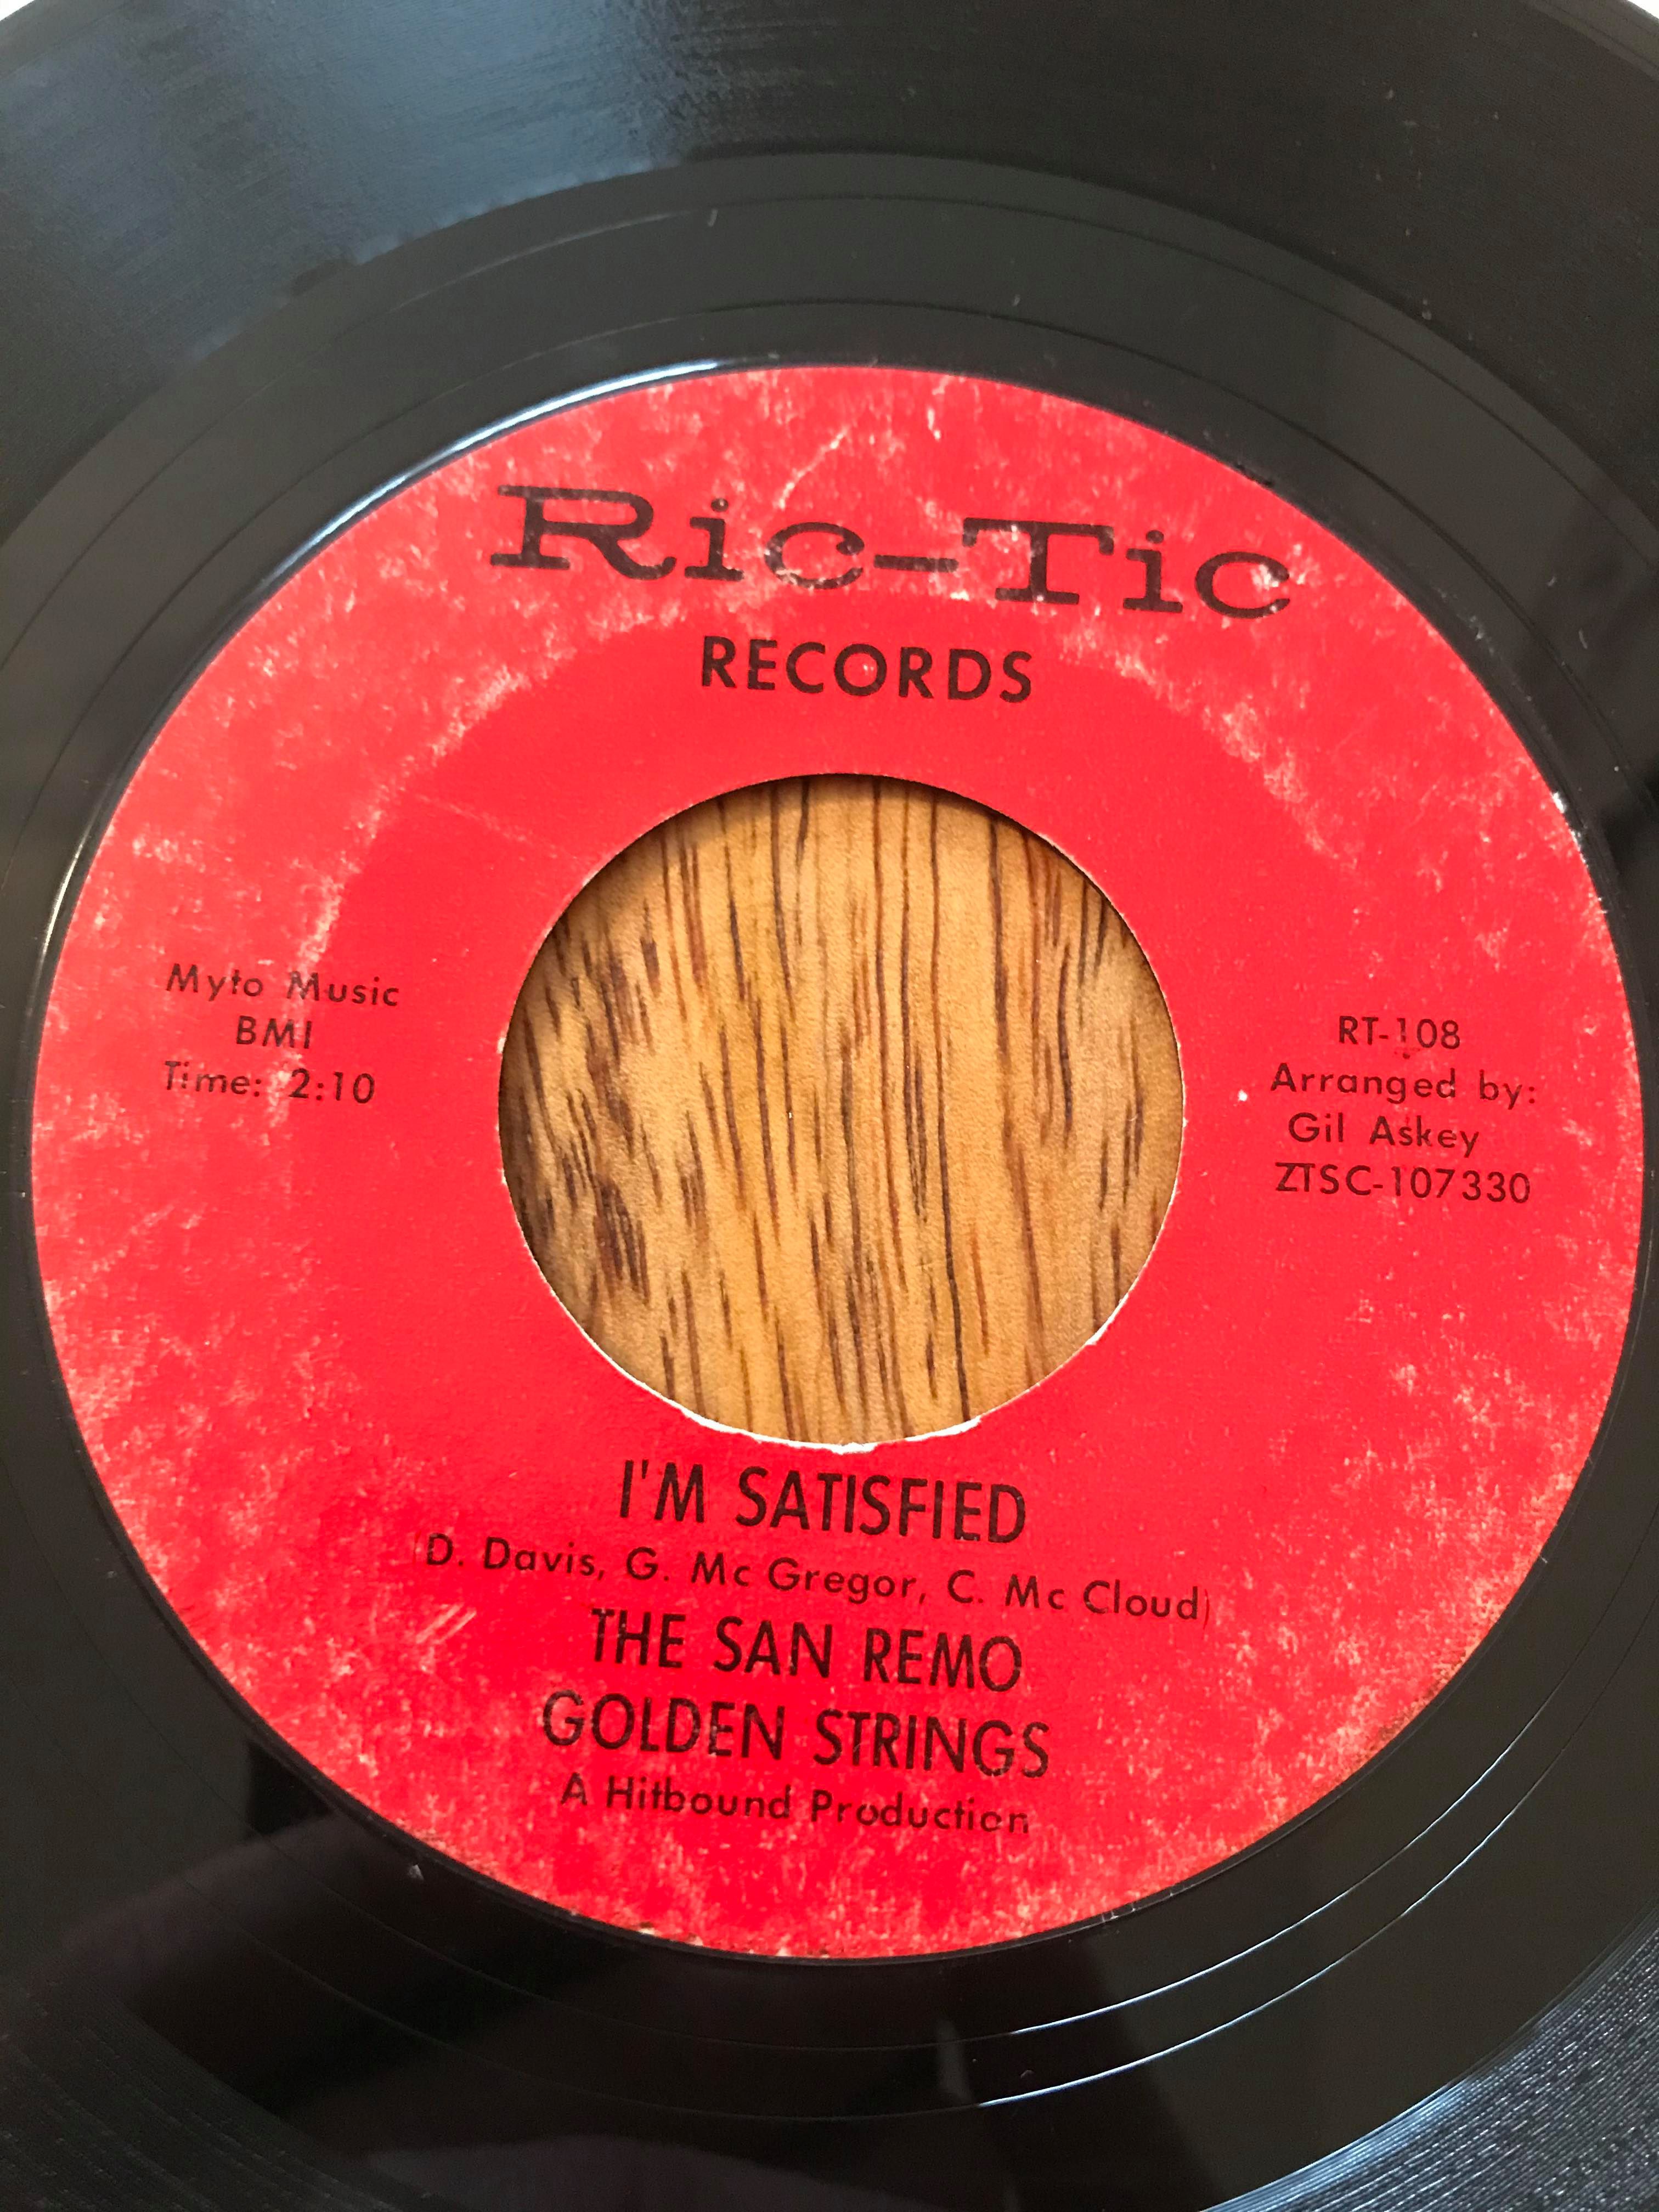 Ric-Tic
RECORDS
Myto Music
BMI
Time: 2:10
RT-108
Arranged by:
Gil Askey
ZTSC-107330
I'M SATISFIED
(D. Davis, G. Mc Gregor, C. Mc Cloud)
THE SAN REMO
GOLDEN STRINGS
A Hitbound Production